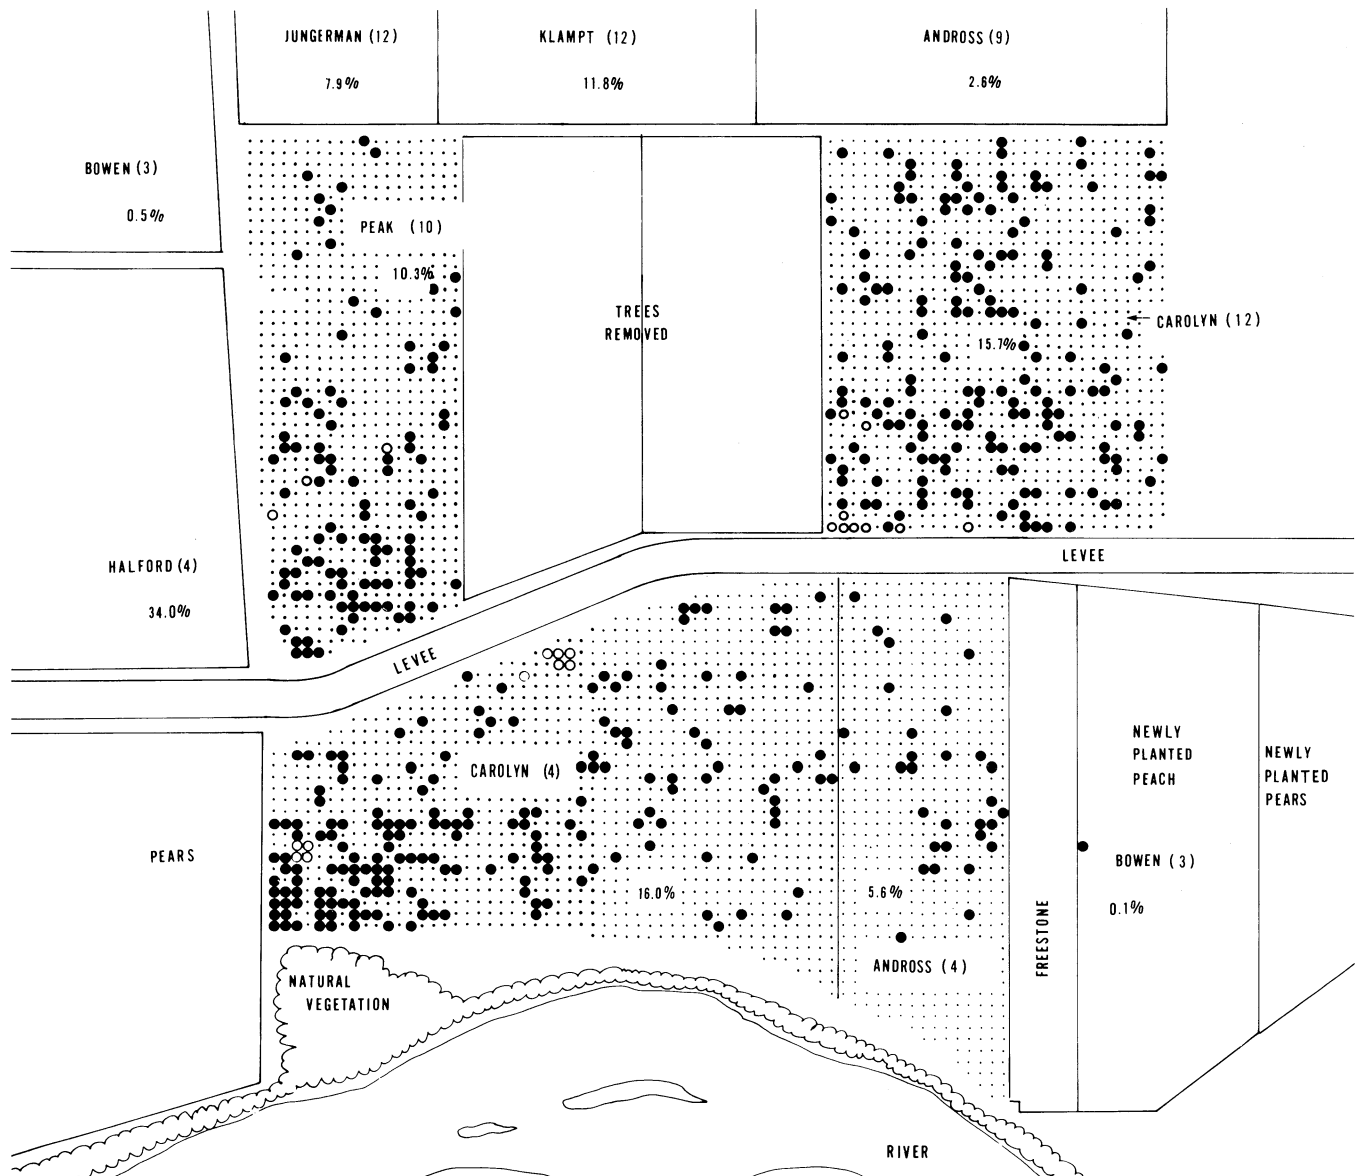 JUNGERMAN (12)
7.9%
KLAMPT (12)
11.8%
ANDROSS (9)
2.6%
BOWEN (3)
0.5%
PEAK (10)
10.3%
TREES
REMOVED
CAROLYN (12)
15.7%
HALFORD (4)
34.0%
LEVEE
LEVEE
NEWLY
PLANTED
PEACH
NEWLY
PLANTED
PEARS
CAROLYN (4)
PEARS
BOWEN (3)
16.0%
5.6%
0.1%
FREESTONE
ANDROSS (4)
NATURAL
VEGETATION
RIVER